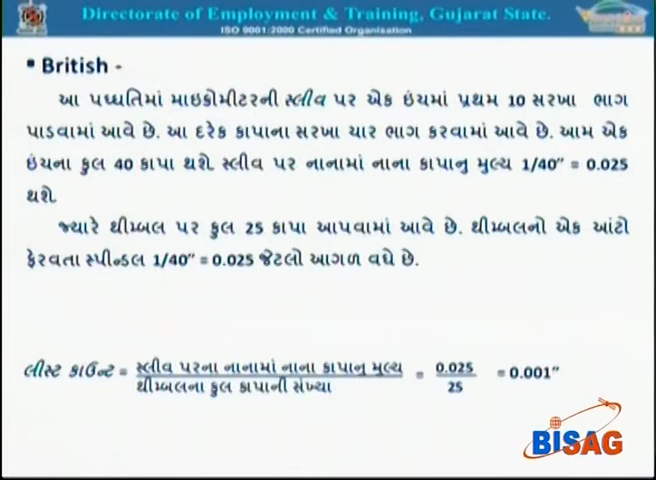 Directorate of Employment & Training, Gujarat State.
ISO 9001:2000 Certified Organisation
▪ British -
આ પધ્ધતિમાં માઇક્રોમીટરની સ્લીવ પર એક ઇંચમાં પ્રથમ 10 સરખા ભાગ
પાડવામાં આવે છે. આ દરેક કાપાના સરખા ચાર ભાગ કરવામાં આવે છે. આમ એક
ઇંચના કુલ 40 કાપા થશે. સ્લીવ પર નાનામાં નાના કાપાનુ મુલ્ય 1/40” = 0.025
થશે.
જ્યારે થીમ્બલ પર કુલ 25 કાપા આપવામાં આવે છે. થીમ્બલનો એક આંટો
ફેરવતા સ્પીન્ડલ 1/40” = 0.025 જેટલો આગળ વધે છે.
લીસ્ટ કાઉન્ટ = સ્લીવ પરના નાનામાં નાના કાપાનુ મુલ્ય = 0.025 = 0.001”
થીમ્બલના કુલ કાપાની સંખ્યા 25
BISAG